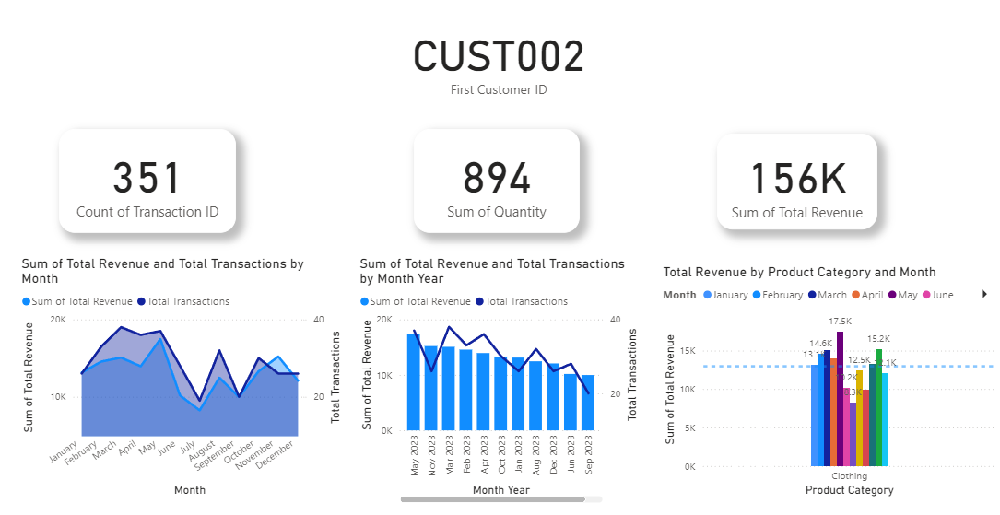 CUST002
First Customer ID
351
Count of Transaction ID
894
Sum of Quantity
156K
Sum of Total Revenue
Sum of Total Revenue and Total Transactions by
Month
Sum of Total Revenue Total Transactions
20K
10K
40
20
Sum of Total Revenue
Total Transactions
January
February
March
April
May
June
July
August
September
October
November
December
Month
Sum of Total Revenue and Total Transactions
by Month Year
Sum of Total Revenue Total Transactions
20K
10K
0K
40
20
Sum of Total Revenue
Total Transactions
May 2023
Nov 2023
Mar 2023
Feb 2023
Apr 2023
Oct 2023
Jan 2023
Aug 2023
Dec 2023
Jun 2023
Sep 2023
Month Year
Total Revenue by Product Category and Month
Month January February March April May June
15K
10K
5K
0K
Sum of Total Revenue
17.5K
14.6K
15.2K
12.5K
Clothing
Product Category